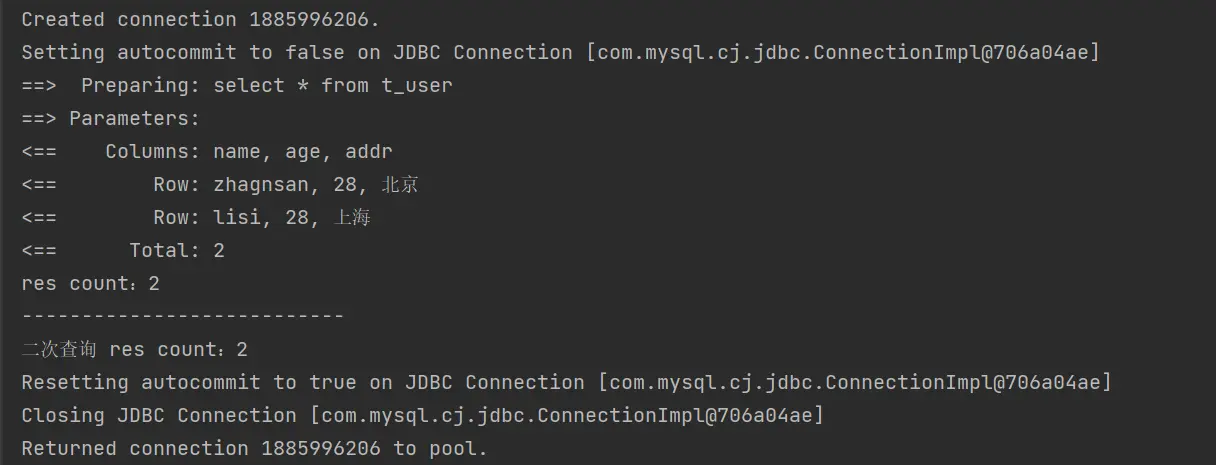 Created connection 1885996206.
Setting autocommit to false on JDBC Connection [com.mysql.cj.jdbc.ConnectionImpl@706a04ae]
==>  Preparing: select * from t_user
==> Parameters:
<==    Columns: name, age, addr
<==        Row: zhagnsan, 28, 北京
<==        Row: lisi, 28, 上海
<==      Total: 2
res count：2
---------------------------
二次查询 res count：2
Resetting autocommit to true on JDBC Connection [com.mysql.cj.jdbc.ConnectionImpl@706a04ae]
Closing JDBC Connection [com.mysql.cj.jdbc.ConnectionImpl@706a04ae]
Returned connection 1885996206 to pool.